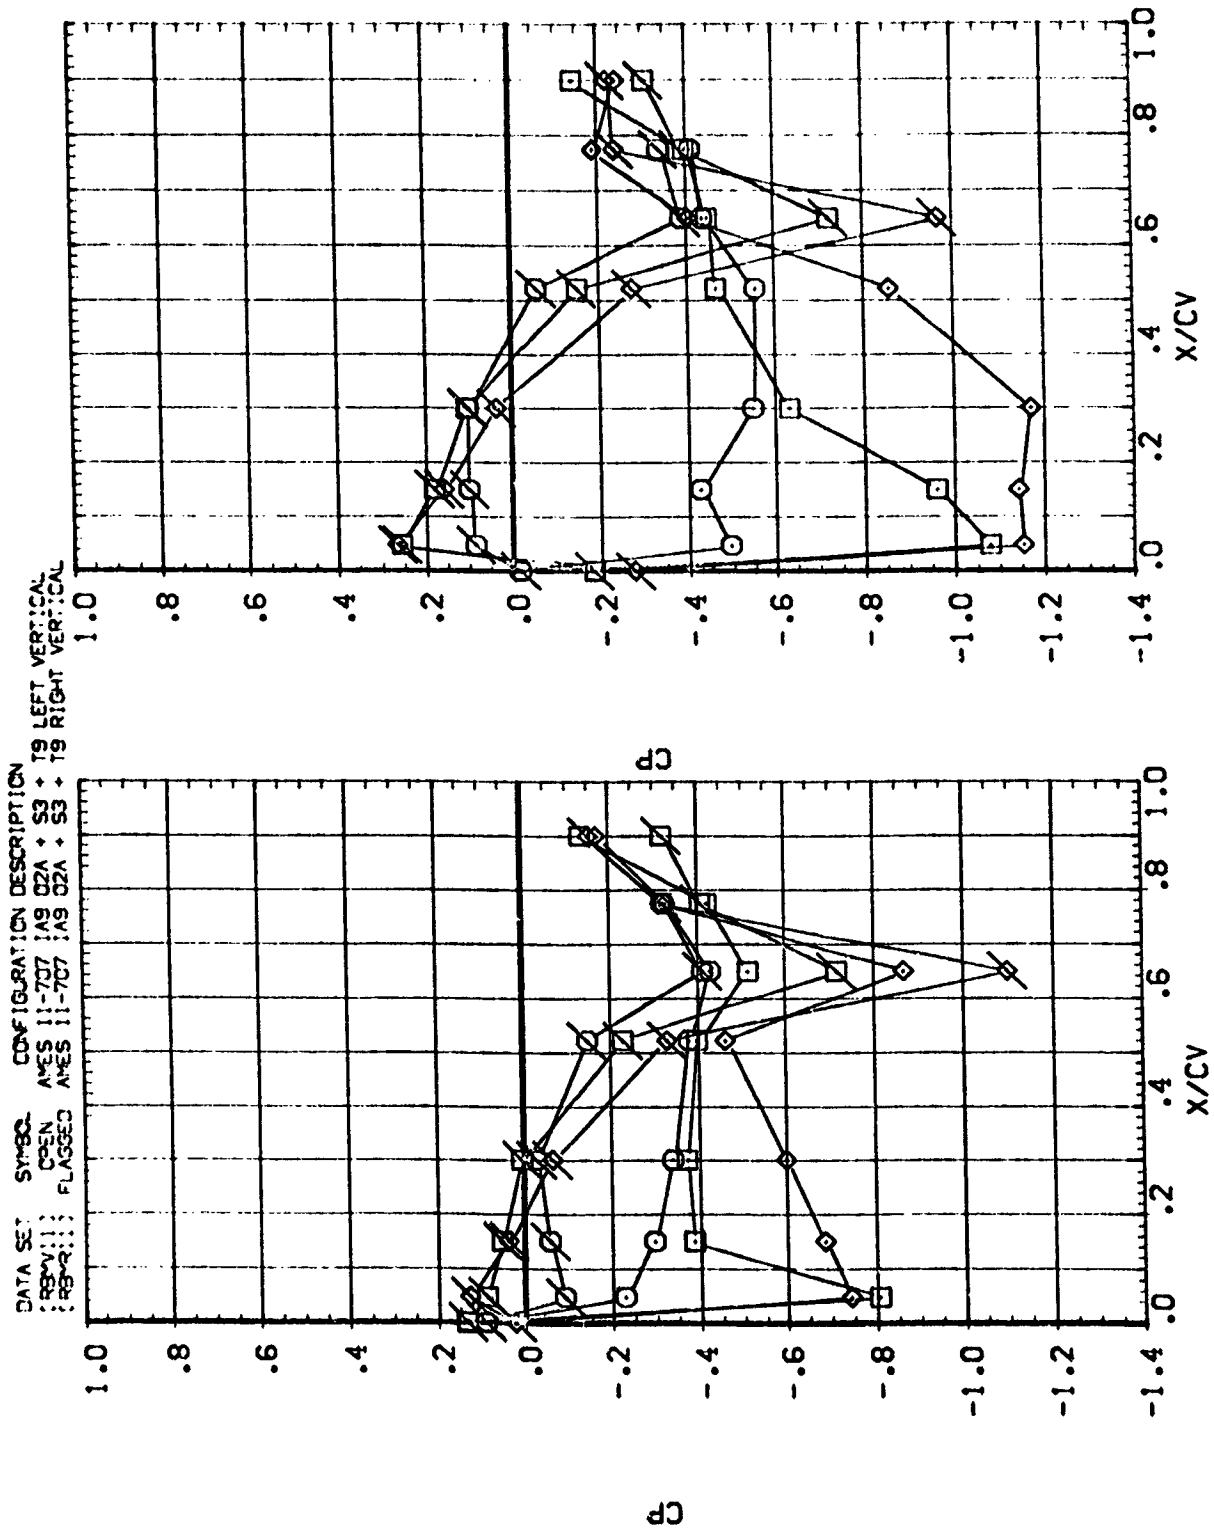 DATA SET SYMBOL CONFIGURATION DESCRIPTION
OPEN AMES 11-707 IA9 O2A + S3 + T9 LEFT VERTICAL
FLAGGED AMES 11-707 IA9 O2A + S3 + T9 RIGHT VERTICAL
1.0
.8
.6
.4
.2
.0
-.2
-.4
-.6
-.8
-1.0
-1.2
-1.4
CP
.0 .2 .4 .6 .8 1.0
X/CV
1.0
.8
.6
.4
.2
.0
-.2
-.4
-.6
-.8
-1.0
-1.2
-1.4
CP
.0 .2 .4 .6 .8 1.0
X/CV